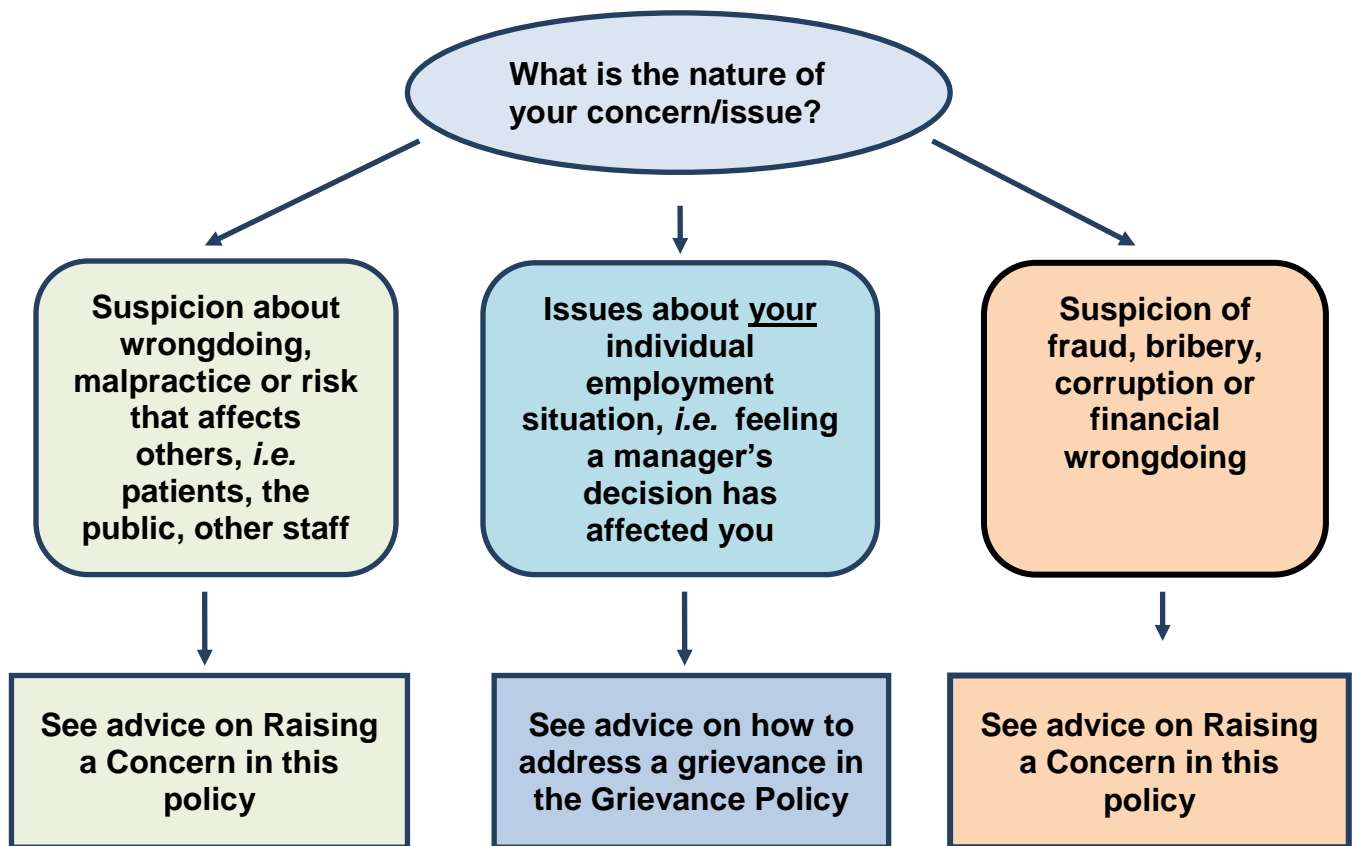 What is the nature of
your concern/issue?
Suspicion about
wrongdoing,
malpractice or risk
that affects
others, i.e.
patients, the
public, other staff
Issues about your
individual
employment
situation, i.e. feeling
a manager's
decision has
affected you
Suspicion of
fraud, bribery,
corruption or
financial
wrongdoing
See advice on Raising
a Concern in this
policy
See advice on how to
address a grievance in
the Grievance Policy
See advice on Raising
a Concern in this
policy